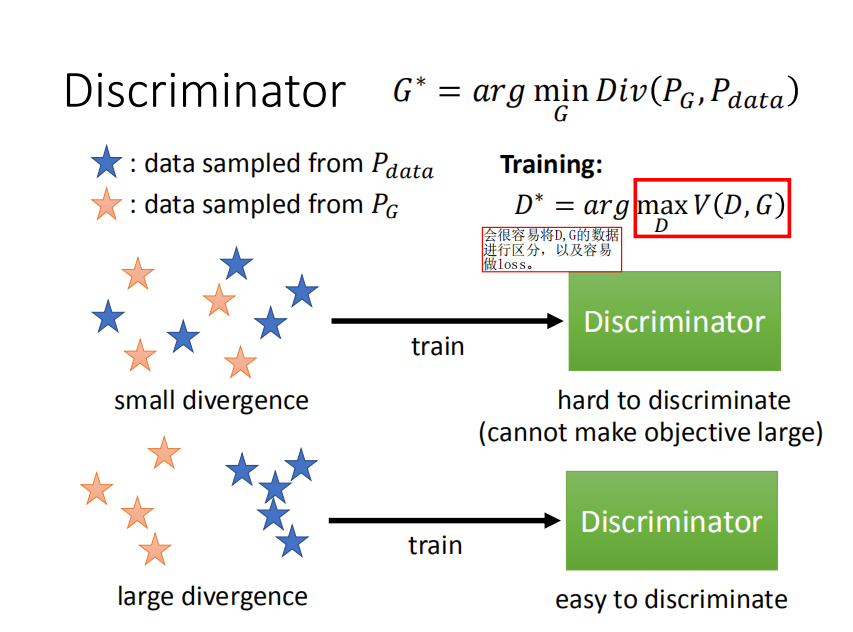 Discriminator
G* = arg min_G Div(P_G, P_data)
★ : data sampled from P_data
★ : data sampled from P_G
Training:
D* = arg max_D V(D, G)
会很容易将D,G的数据
进行区分，以及容易
做loss。
train
Discriminator
small divergence
hard to discriminate
(cannot make objective large)
train
Discriminator
large divergence
easy to discriminate